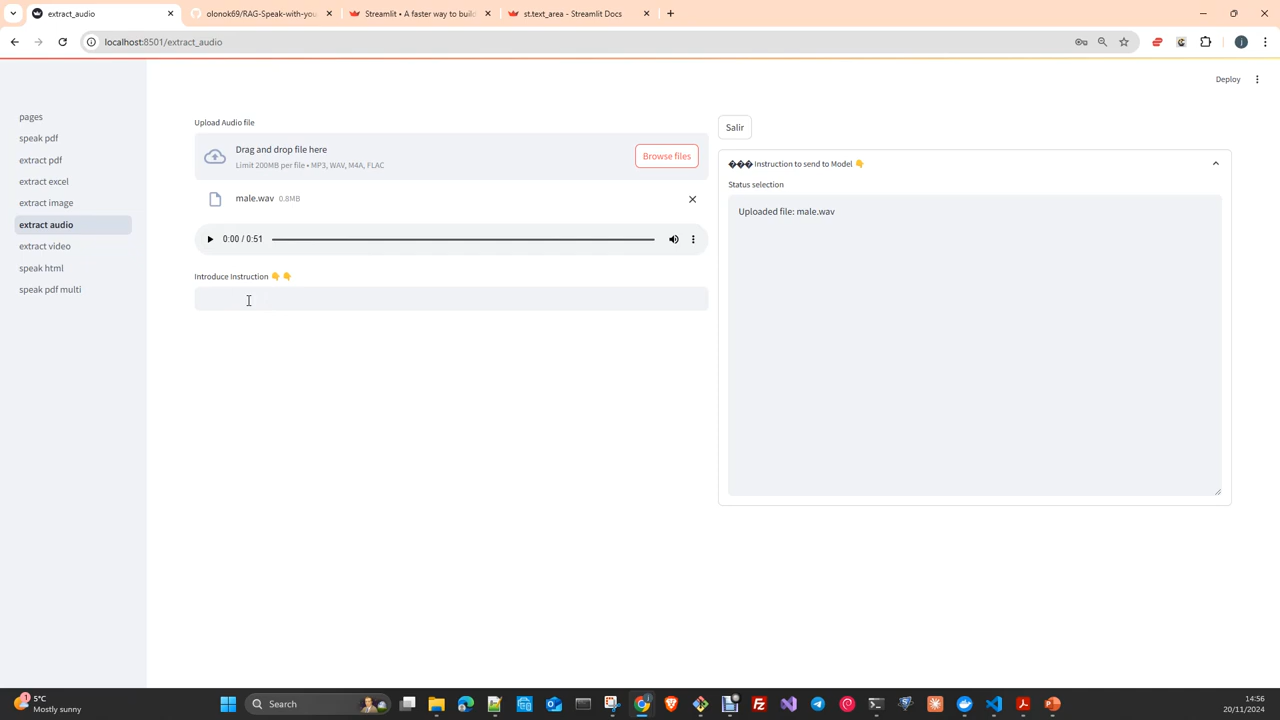 extract_audio
olonok69/RAG-Speak-with-you
Streamlit • A faster way to build
st.text_area - Streamlit Docs
localhost:8501/extract_audio
Deploy
pages
speak pdf
extract pdf
extract excel
extract image
extract audio
extract video
speak html
speak pdf multi
Upload Audio file
Drag and drop file here
Limit 200MB per file • MP3, WAV, M4A, FLAC
Browse files
male.wav 0.8MB
0:00 / 0:51
Introduce Instruction 👇👇
Salir
��� Instruction to send to Model 👇
Status selection
Uploaded file: male.wav
1
5°C
Mostly sunny
Search
14:56
20/11/2024